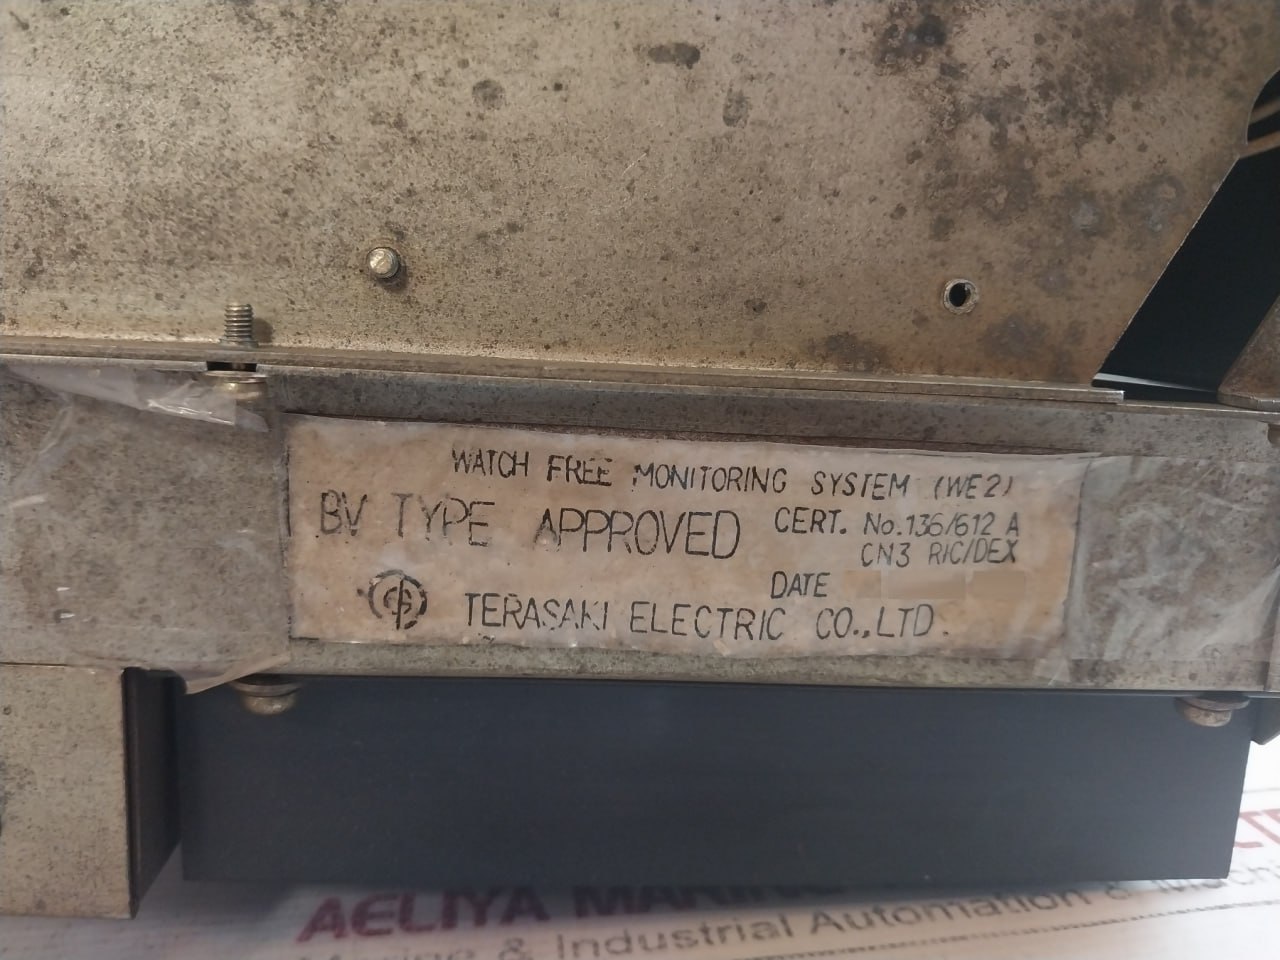 WATCH FREE MONITORING SYSTEM (WE2)
BV TYPE APPROVED
CERT. No.136/612 A
CN3 RIC/DEX
DATE
TERASAKI ELECTRIC CO.,LTD.
AELIYA MARINE
& Industrial Automation &